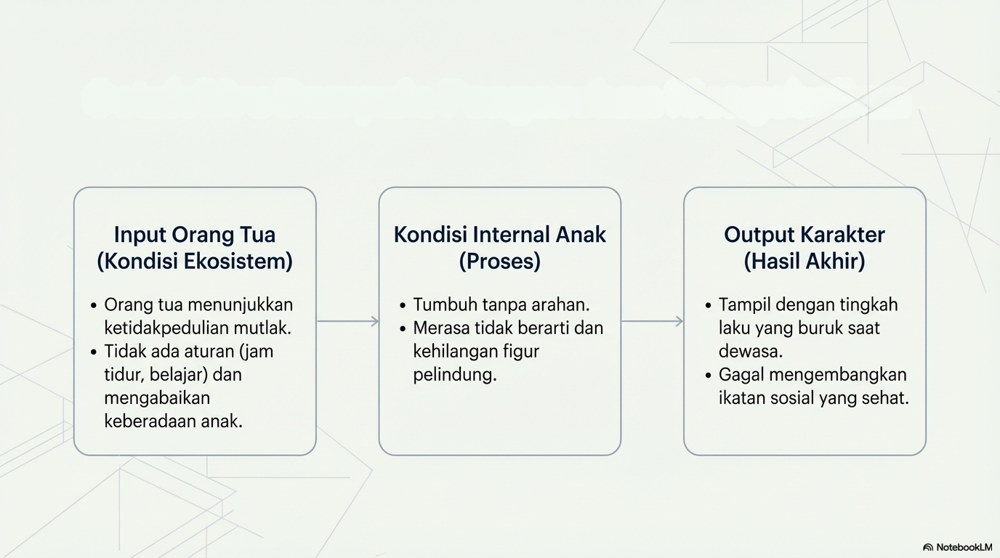 Input Orang Tua
(Kondisi Ekosistem)
• Orang tua menunjukkan
ketidakpedulian mutlak.
• Tidak ada aturan (jam
tidur, belajar) dan
mengabaikan
keberadaan anak.
Kondisi Internal Anak
(Proses)
• Tumbuh tanpa arahan.
• Merasa tidak berarti dan
kehilangan figur
pelindung.
Output Karakter
(Hasil Akhir)
• Tampil dengan tingkah
laku yang buruk saat
dewasa.
• Gagal mengembangkan
ikatan sosial yang sehat.
NotebookLM